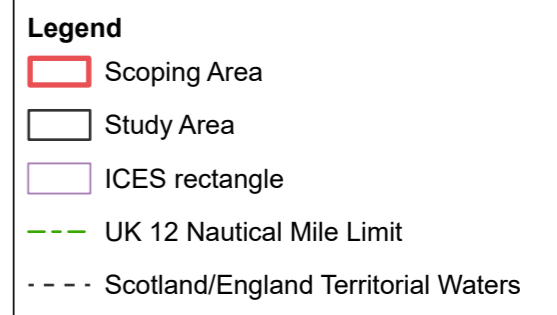 Legend
Scoping Area
Study Area
ICES rectangle
UK 12 Nautical Mile Limit
Scotland/England Territorial Waters